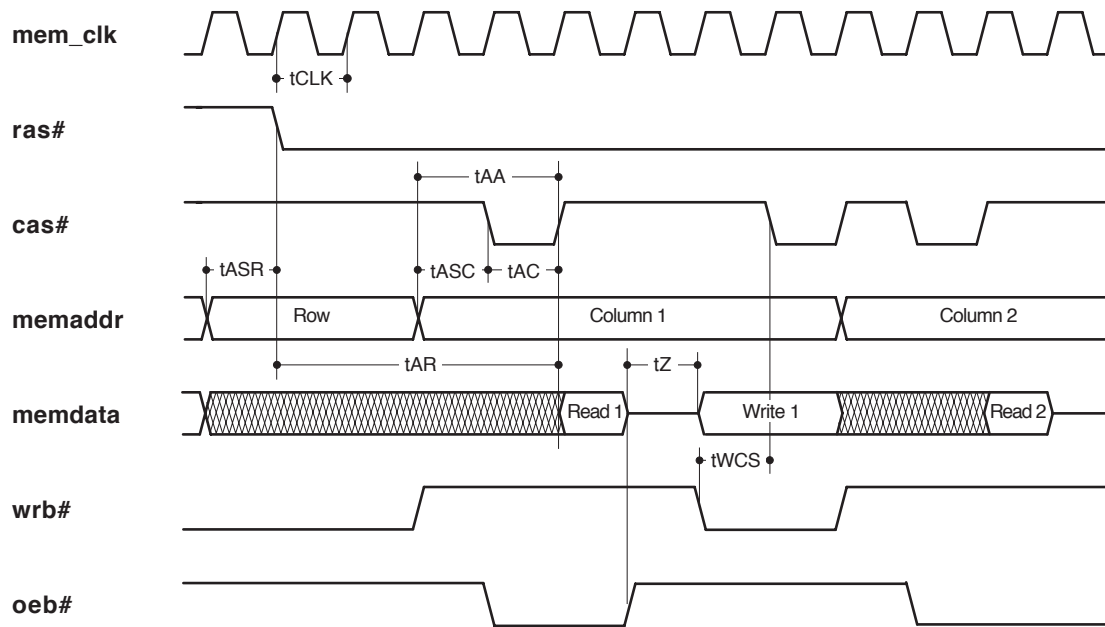 mem_clk
tCLK
ras#
tAA
cas#
tASR tASC tAC
memaddr Row Column 1 Column 2
tAR tZ
memdata Read 1 Write 1 Read 2
tWCS
wrb#
oeb#